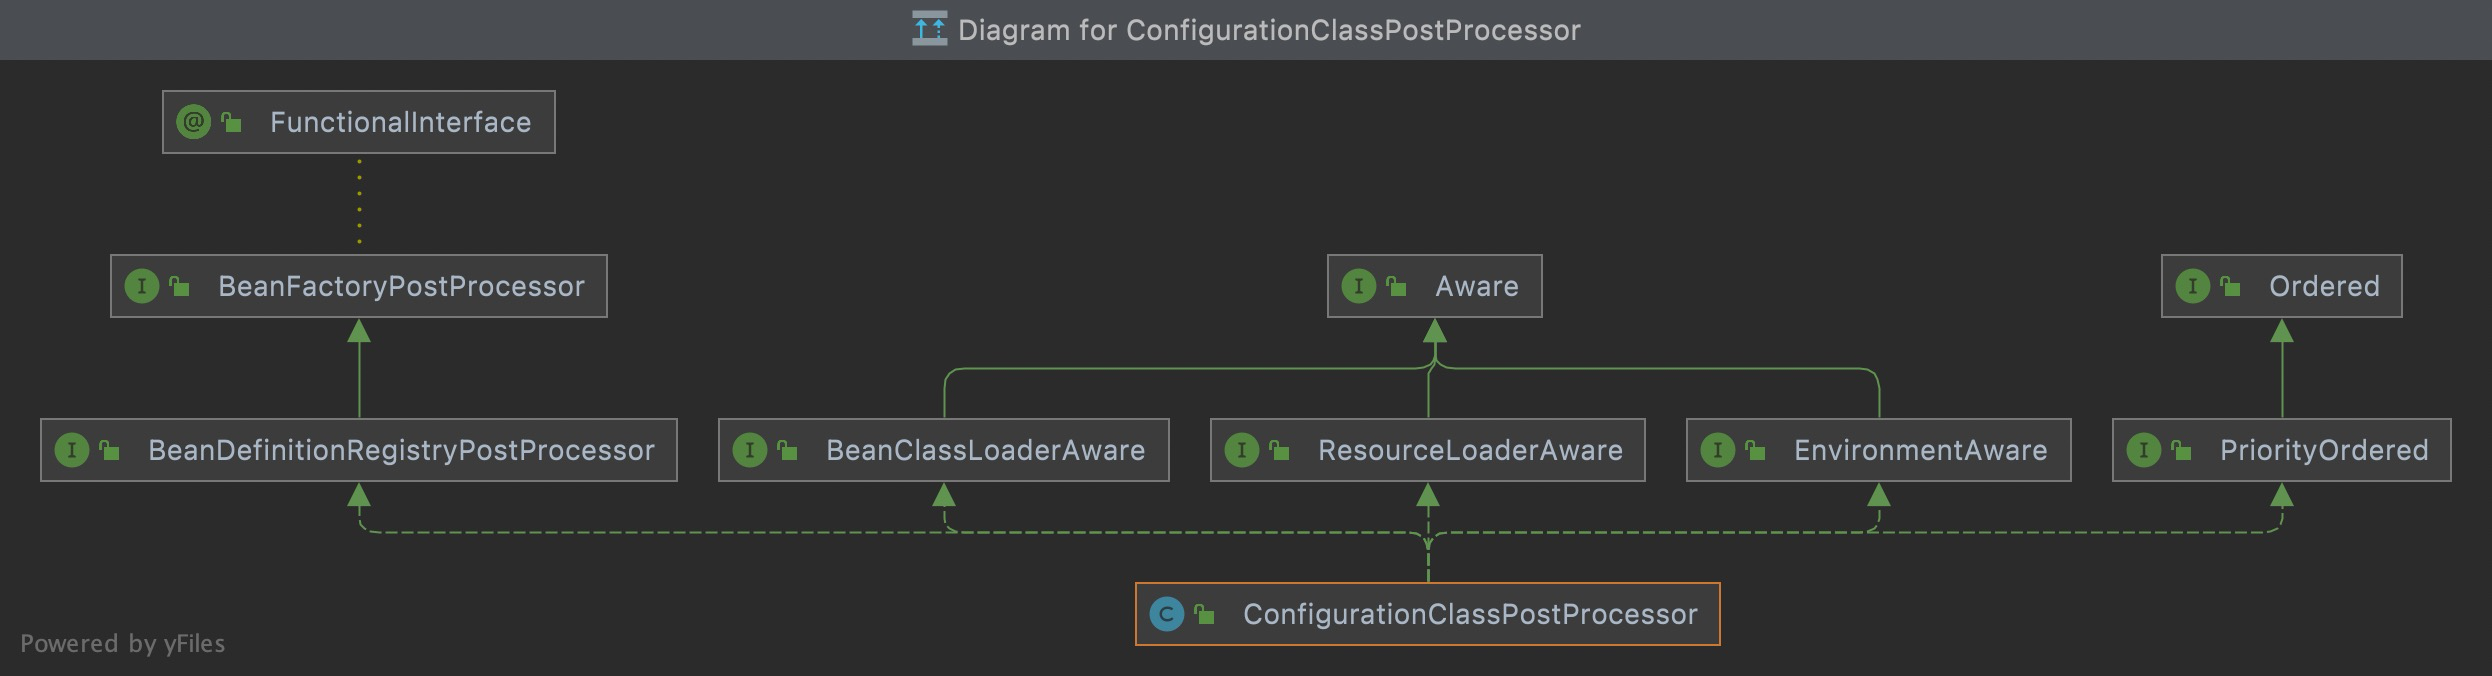 Diagram for ConfigurationClassPostProcessor
@ FunctionalInterface
I BeanFactoryPostProcessor
I Aware
I Ordered
I BeanDefinitionRegistryPostProcessor
I BeanClassLoaderAware
I ResourceLoaderAware
I EnvironmentAware
I PriorityOrdered
C ConfigurationClassPostProcessor
Powered by yFiles